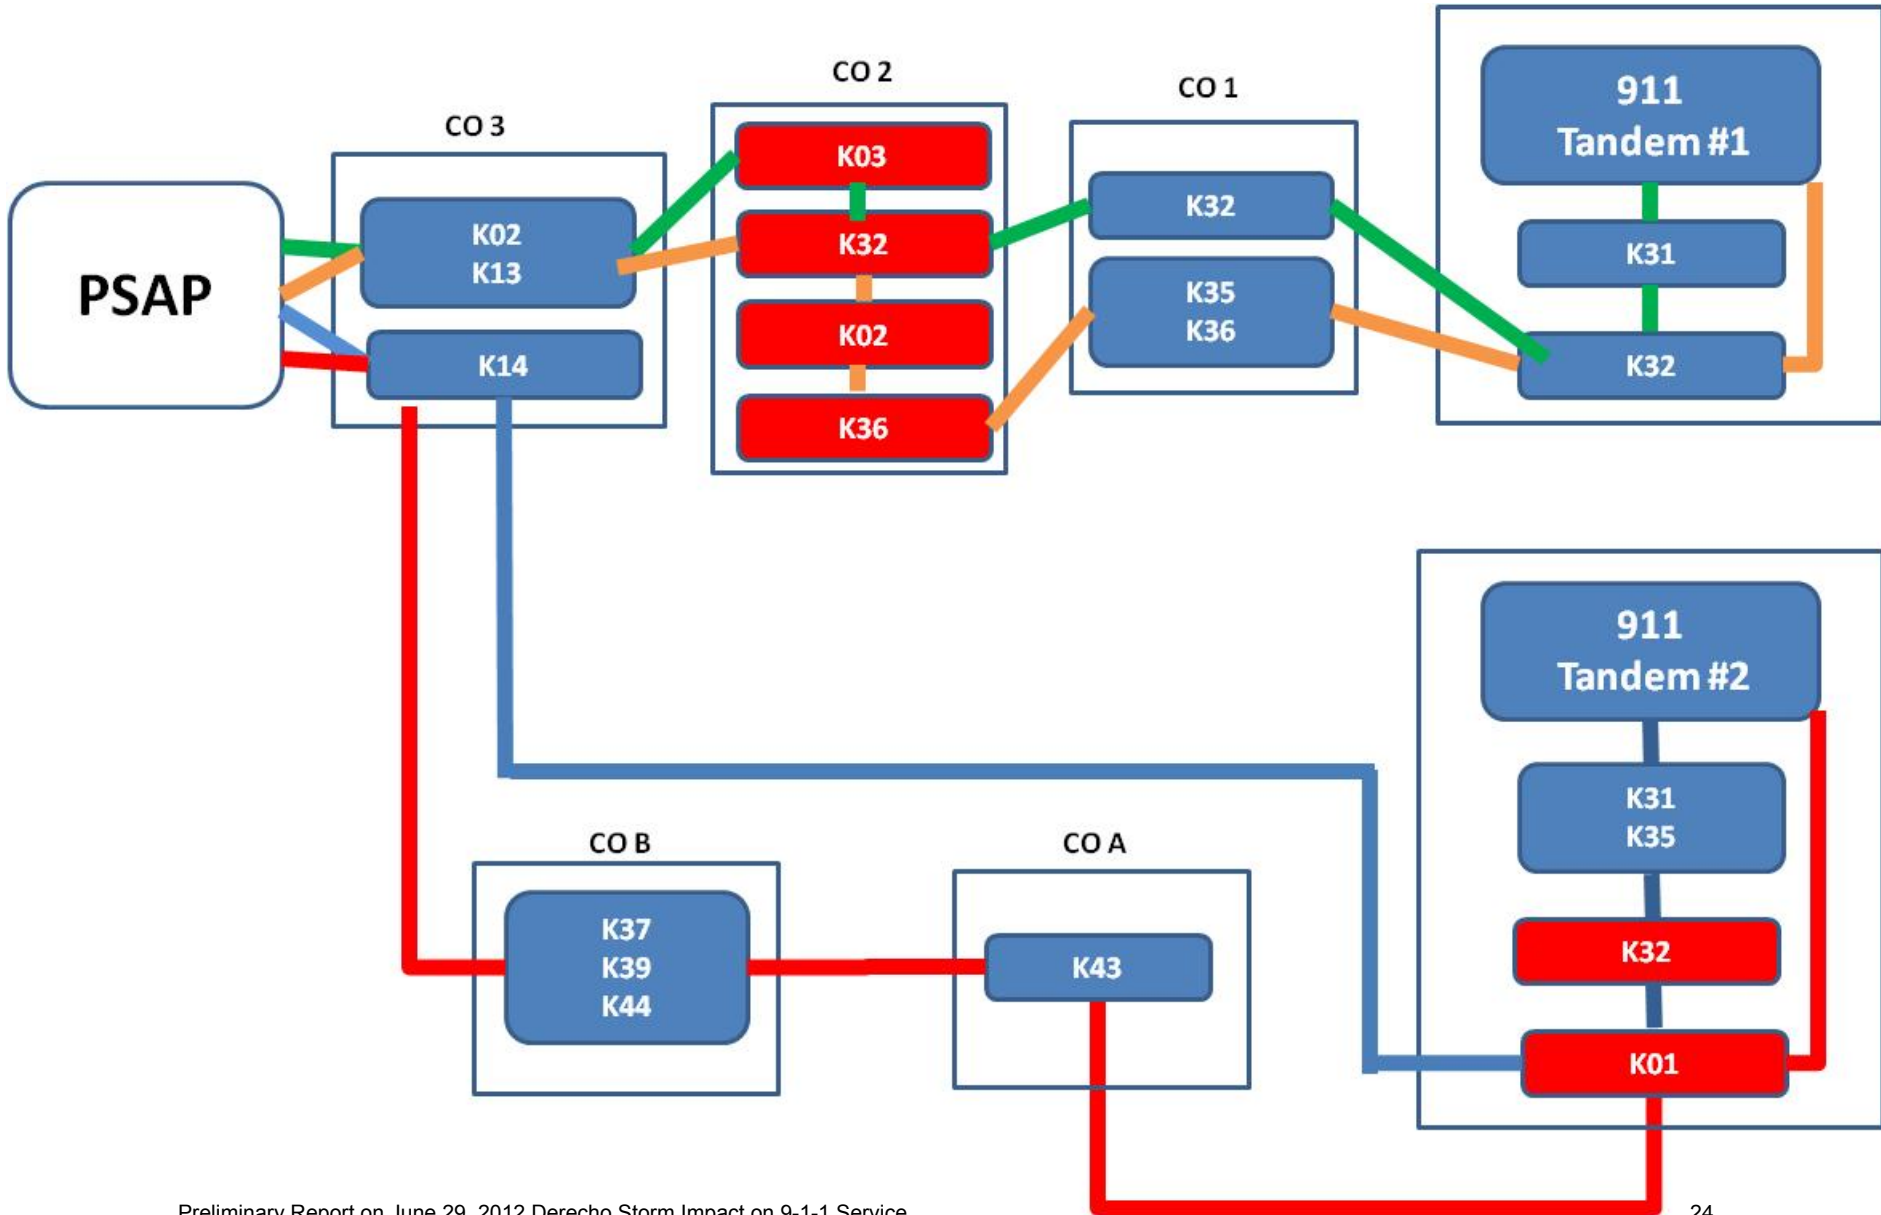 PSAP
CO 3
K02
K13
K14
CO 2
K03
K32
K02
K36
CO 1
K32
K35
K36
911
Tandem #1
K31
K32
911
Tandem #2
K31
K35
K32
K01
CO B
K37
K39
K44
CO A
K43
Preliminary Report on June 29, 2012 Derecho Storm Impact on 9-1-1 Service
24